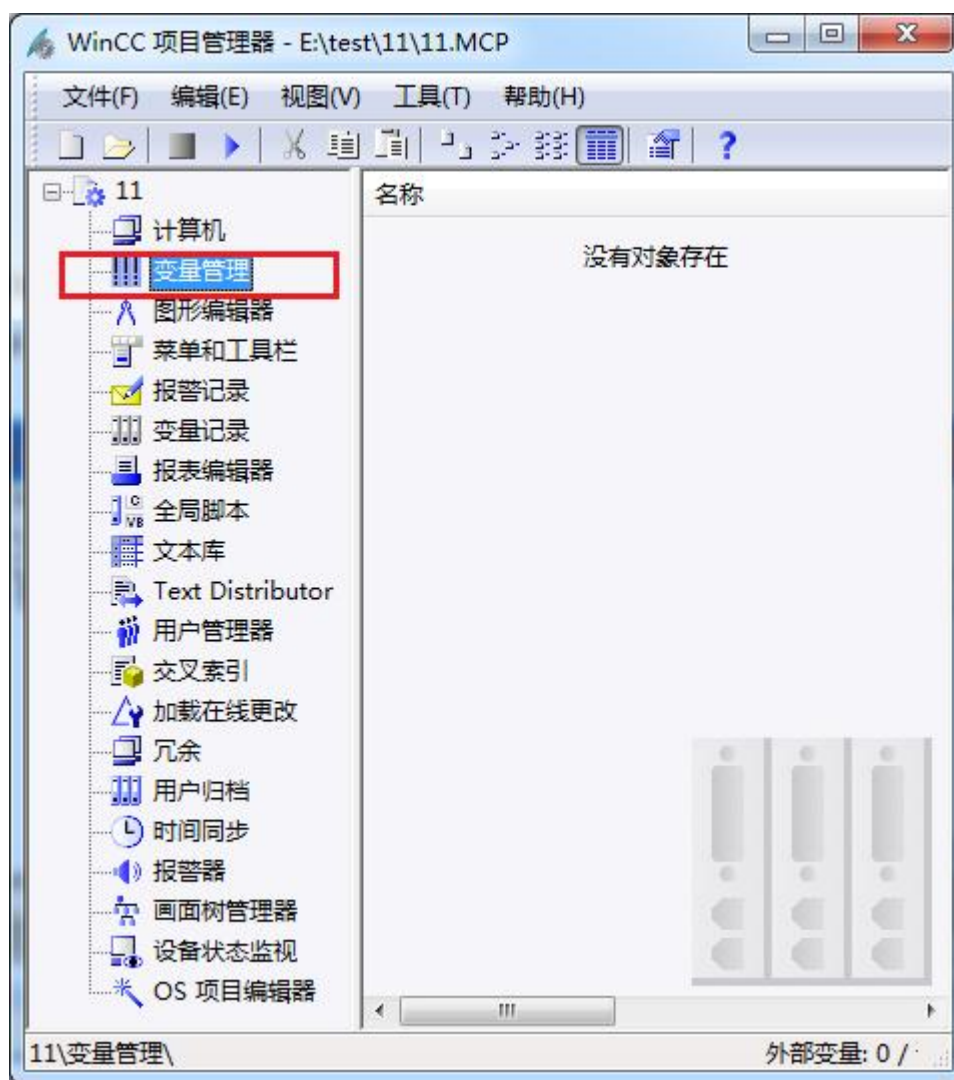 WinCC 项目管理器 - E:\test\11\11.MCP
文件(F) 编辑(E) 视图(V) 工具(T) 帮助(H)
11
名称
计算机
没有对象存在
变量管理
图形编辑器
菜单和工具栏
报警记录
变量记录
报表编辑器
全局脚本
文本库
Text Distributor
用户管理器
交叉索引
加载在线更改
冗余
用户归档
时间同步
报警器
画面树管理器
设备状态监视
OS 项目编辑器
11\变量管理\
外部变量: 0 /